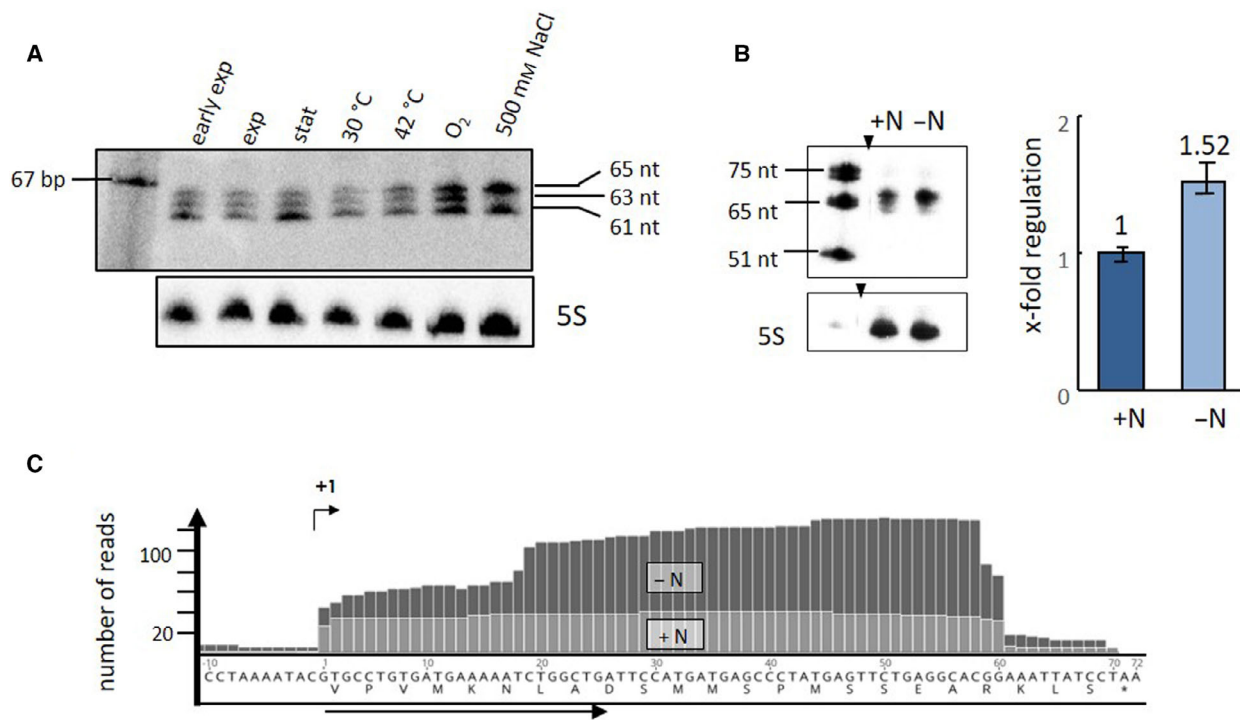 A
early exp
exp
stat
30 °C
42 °C
O2
500 mM NaCl
67 bp
65 nt
63 nt
61 nt
5S
B
+N −N
75 nt
65 nt
51 nt
5S
x-fold regulation
2
1
0
1
1.52
+N
−N
C
+1
number of reads
100
20
− N
+ N
-10 1 10 20 30 40 50 60 70 72
CCTAAAATACGTGCCTGTGATGAAAAATCTGGCTGATTCCATGATGAGCCCTATGAGTTCTGAGGCACGGAAATTATCCTAA
V P V M K N L A D S M M S P M S S E A R K L S *